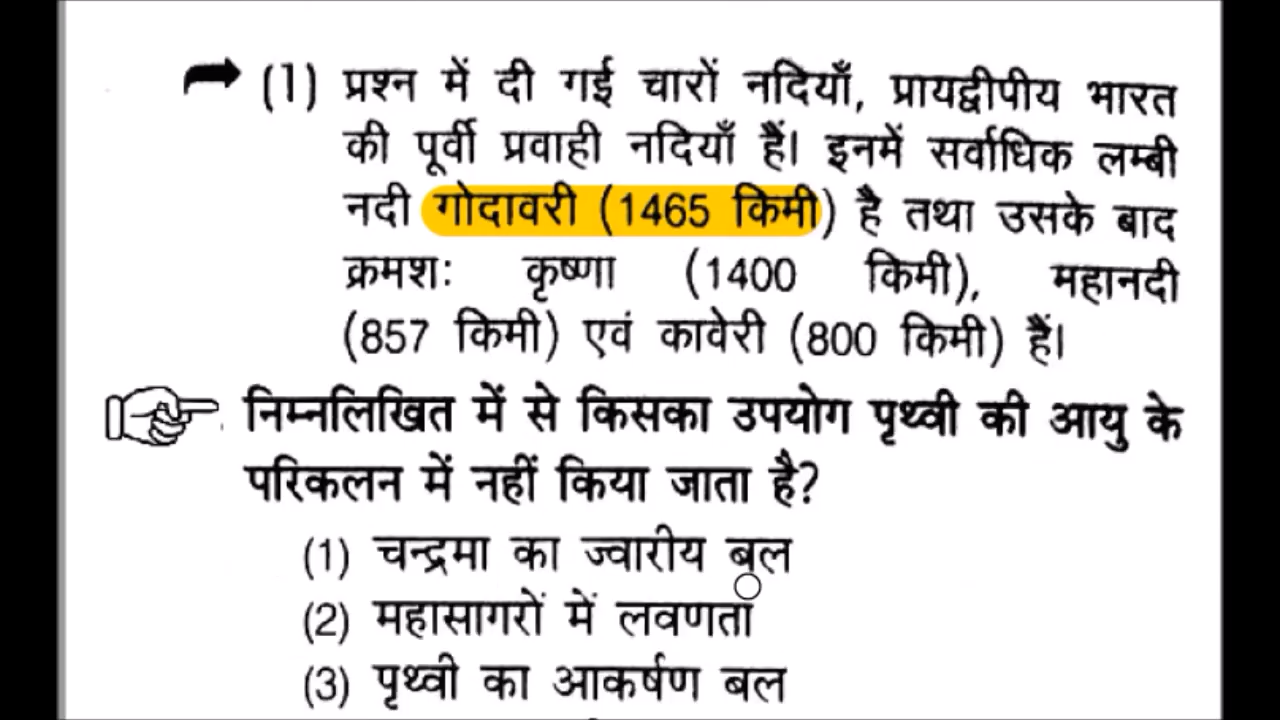 (1) प्रश्न में दी गई चारों नदियाँ, प्रायद्वीपीय भारत
की पूर्वी प्रवाही नदियाँ हैं। इनमें सर्वाधिक लम्बी
नदी गोदावरी (1465 किमी) है तथा उसके बाद
क्रमशः कृष्णा (1400 किमी), महानदी
(857 किमी) एवं कावेरी (800 किमी) हैं।
निम्नलिखित में से किसका उपयोग पृथ्वी की आयु के
परिकलन में नहीं किया जाता है?
(1) चन्द्रमा का ज्वारीय बल
(2) महासागरों में लवणता
(3) पृथ्वी का आकर्षण बल